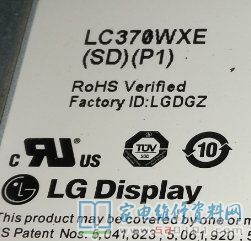 LC370WXE
(SD)(P1)
RoHS Verified
Factory ID:LGDGZ
c US
TÜV
10
LG Display
This product may be covered by one or m
S Patent Nos. 5,041,823, 5,061,920
家电维修资料网